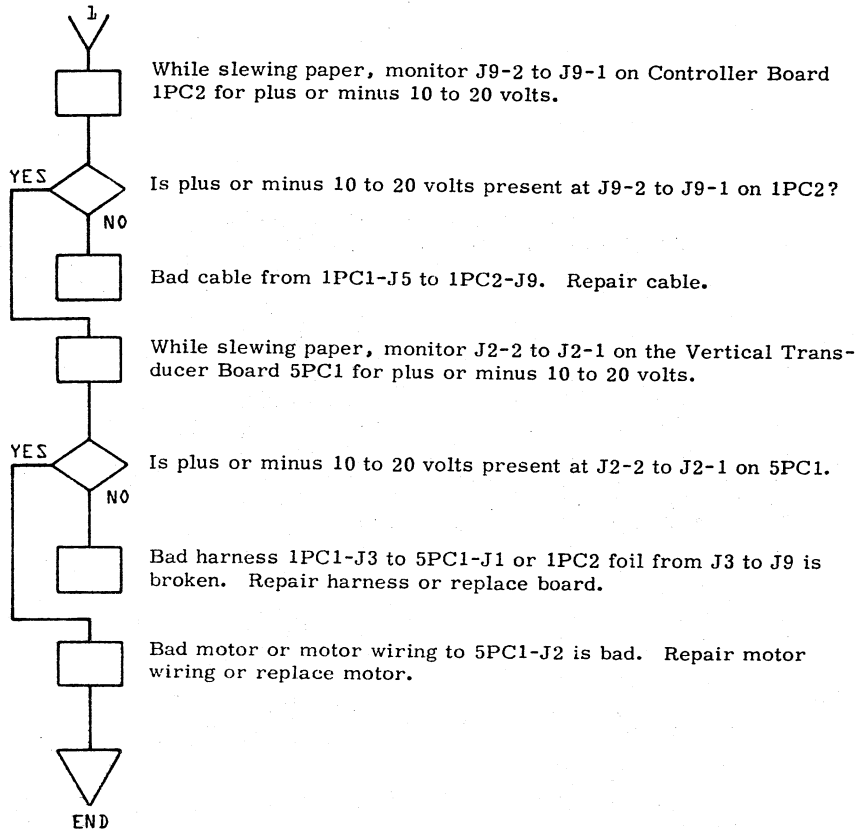 1
While slewing paper, monitor J9-2 to J9-1 on Controller Board
1PC2 for plus or minus 10 to 20 volts.
YES
Is plus or minus 10 to 20 volts present at J9-2 to J9-1 on 1PC2?
NO
Bad cable from 1PC1-J5 to 1PC2-J9. Repair cable.
While slewing paper, monitor J2-2 to J2-1 on the Vertical Trans-
ducer Board 5PC1 for plus or minus 10 to 20 volts.
YES
Is plus or minus 10 to 20 volts present at J2-2 to J2-1 on 5PC1.
NO
Bad harness 1PC1-J3 to 5PC1-J1 or 1PC2 foil from J3 to J9 is
broken. Repair harness or replace board.
Bad motor or motor wiring to 5PC1-J2 is bad. Repair motor
wiring or replace motor.
END